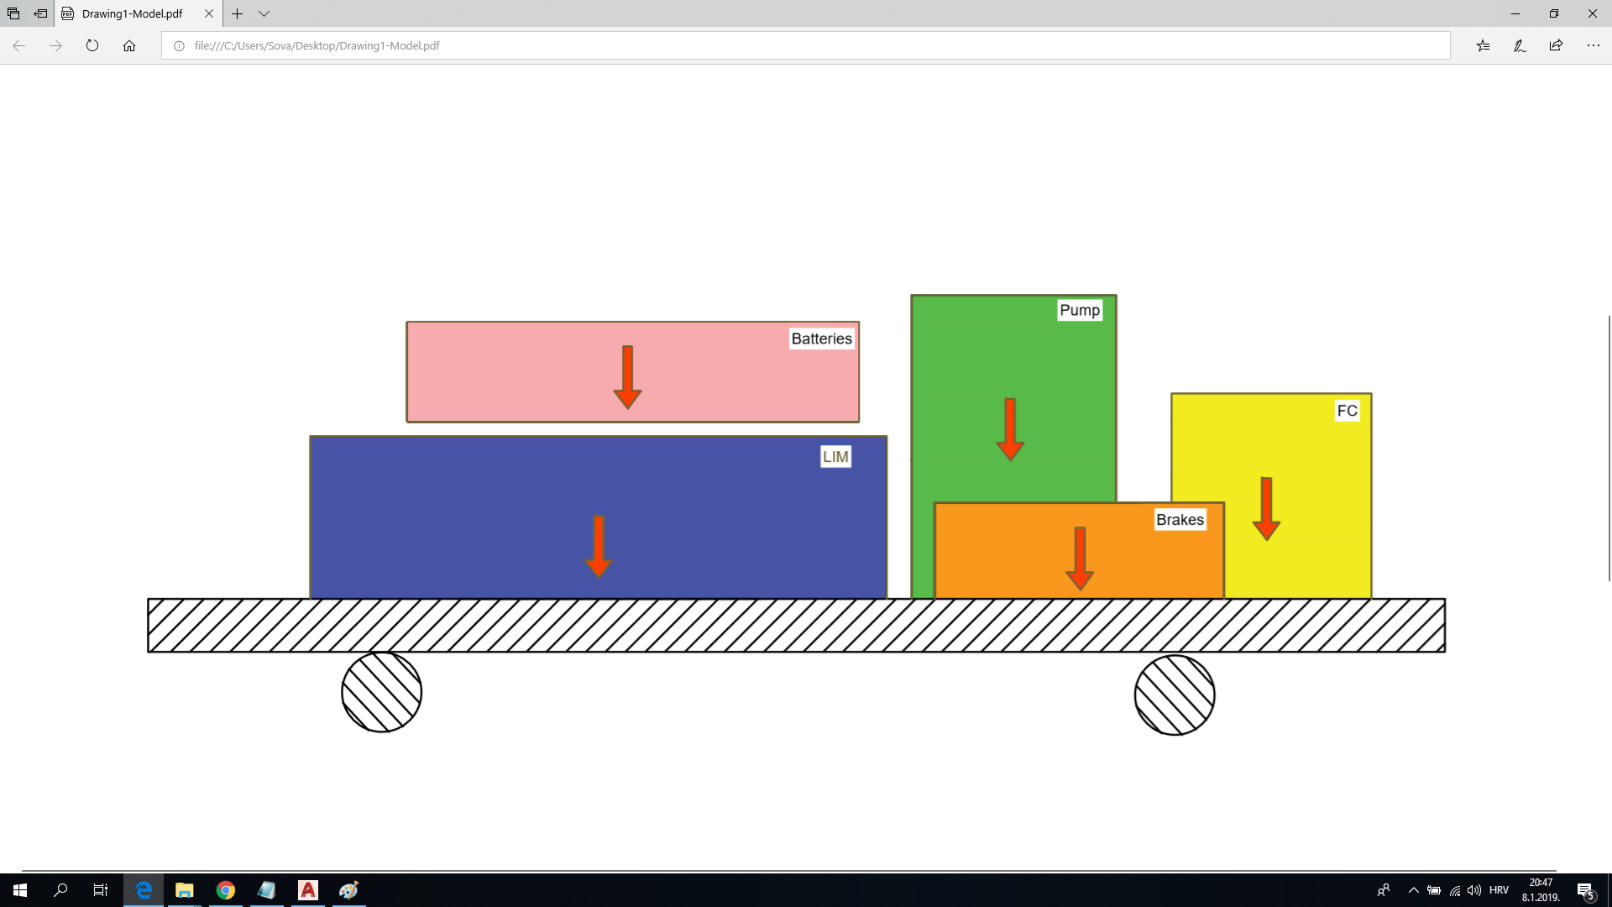 Drawing1-Model.pdf
file:///C:/Users/Sova/Desktop/Drawing1-Model.pdf
Pump
Batteries
FC
LIM
Brakes
HRV
20:47
8.1.2019.
5